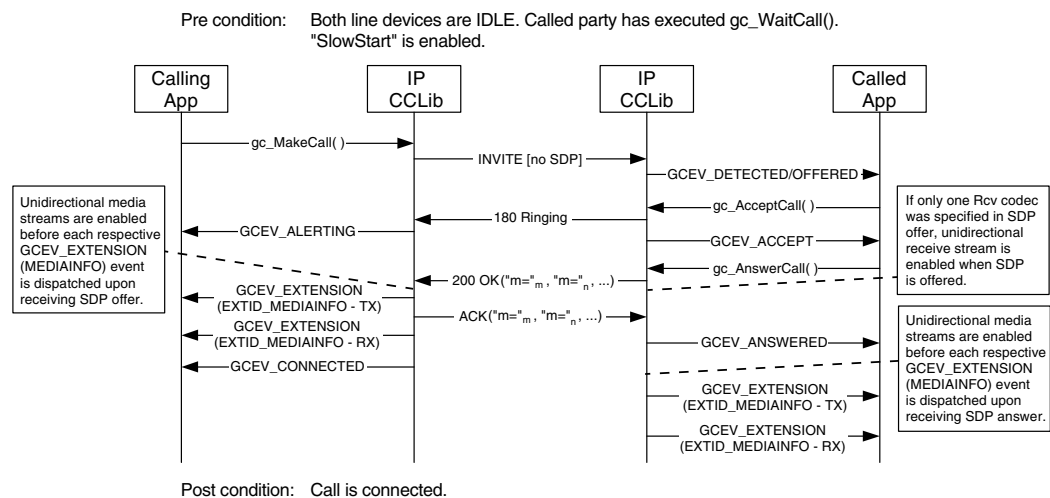 Pre condition: Both line devices are IDLE. Called party has executed gc_WaitCall().
"SlowStart" is enabled.
Calling
App
IP
CCLib
IP
CCLib
Called
App
gc_MakeCall( )
INVITE [no SDP]
GCEV_DETECTED/OFFERED
Unidirectional media
streams are enabled
before each respective
GCEV_EXTENSION
(MEDIAINFO) event
is dispatched upon
receiving SDP offer.
If only one Rcv codec
was specified in SDP
offer, unidirectional
receive stream is
enabled when SDP
is offered.
gc_AcceptCall( )
180 Ringing
GCEV_ALERTING
GCEV_ACCEPT
gc_AnswerCall( )
200 OK("m="m , "m="n, ...)
GCEV_EXTENSION
(EXTID_MEDIAINFO - TX)
ACK("m="m , "m="n, ...)
GCEV_EXTENSION
(EXTID_MEDIAINFO - RX)
GCEV_ANSWERED
Unidirectional media
streams are enabled
before each respective
GCEV_EXTENSION
(MEDIAINFO) event
is dispatched upon
receiving SDP answer.
GCEV_CONNECTED
GCEV_EXTENSION
(EXTID_MEDIAINFO - TX)
GCEV_EXTENSION
(EXTID_MEDIAINFO - RX)
Post condition: Call is connected.